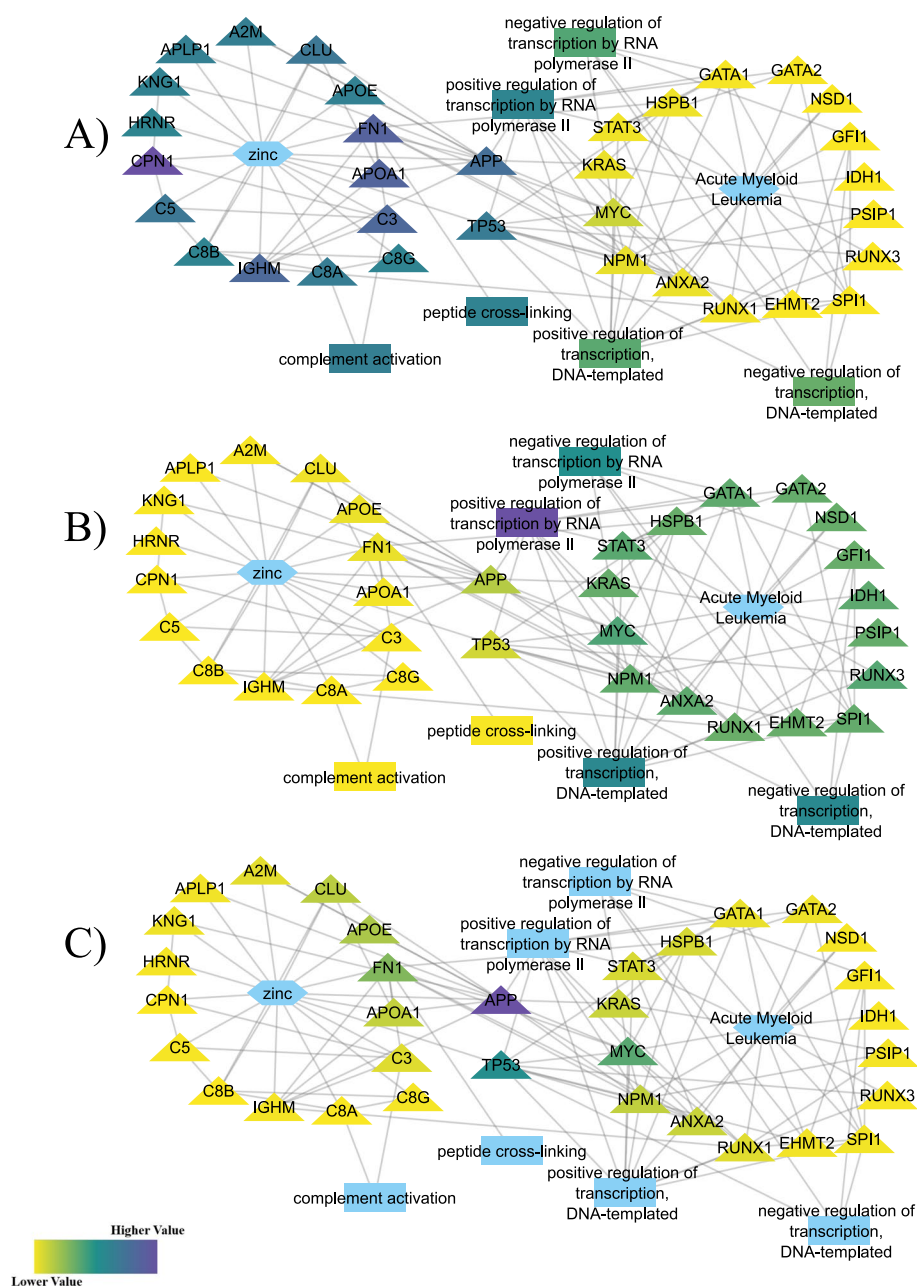 A)
negative regulation of
transcription by RNA
polymerase II
positive regulation of
transcription by RNA
polymerase II
A2M
APLP1
CLU
KNG1
APOE
HRNR
FN1
zinc
CPN1
APOA1
APP
C5
C3
TP53
C8B
IGHM
C8A
C8G
GATA1
GATA2
HSPB1
NSD1
STAT3
GFI1
KRAS
Acute Myeloid
Leukemia
IDH1
MYC
PSIP1
NPM1
RUNX3
ANXA2
RUNX1
EHMT2
SPI1
peptide cross-linking
complement activation
positive regulation of
transcription,
DNA-templated
negative regulation of
transcription,
DNA-templated
B)
negative regulation of
transcription by RNA
polymerase II
positive regulation of
transcription by RNA
polymerase II
A2M
APLP1
CLU
KNG1
APOE
HRNR
FN1
zinc
CPN1
APOA1
APP
C5
C3
TP53
C8B
IGHM
C8A
C8G
GATA1
GATA2
HSPB1
NSD1
STAT3
GFI1
KRAS
Acute Myeloid
Leukemia
IDH1
MYC
PSIP1
NPM1
RUNX3
ANXA2
RUNX1
EHMT2
SPI1
peptide cross-linking
complement activation
positive regulation of
transcription,
DNA-templated
negative regulation of
transcription,
DNA-templated
C)
negative regulation of
transcription by RNA
polymerase II
positive regulation of
transcription by RNA
polymerase II
A2M
APLP1
CLU
KNG1
APOE
HRNR
FN1
zinc
CPN1
APOA1
APP
C5
C3
TP53
C8B
IGHM
C8A
C8G
GATA1
GATA2
HSPB1
NSD1
STAT3
GFI1
KRAS
Acute Myeloid
Leukemia
IDH1
MYC
PSIP1
NPM1
RUNX3
ANXA2
RUNX1
EHMT2
SPI1
peptide cross-linking
complement activation
positive regulation of
transcription,
DNA-templated
negative regulation of
transcription,
DNA-templated
Higher Value
Lower Value